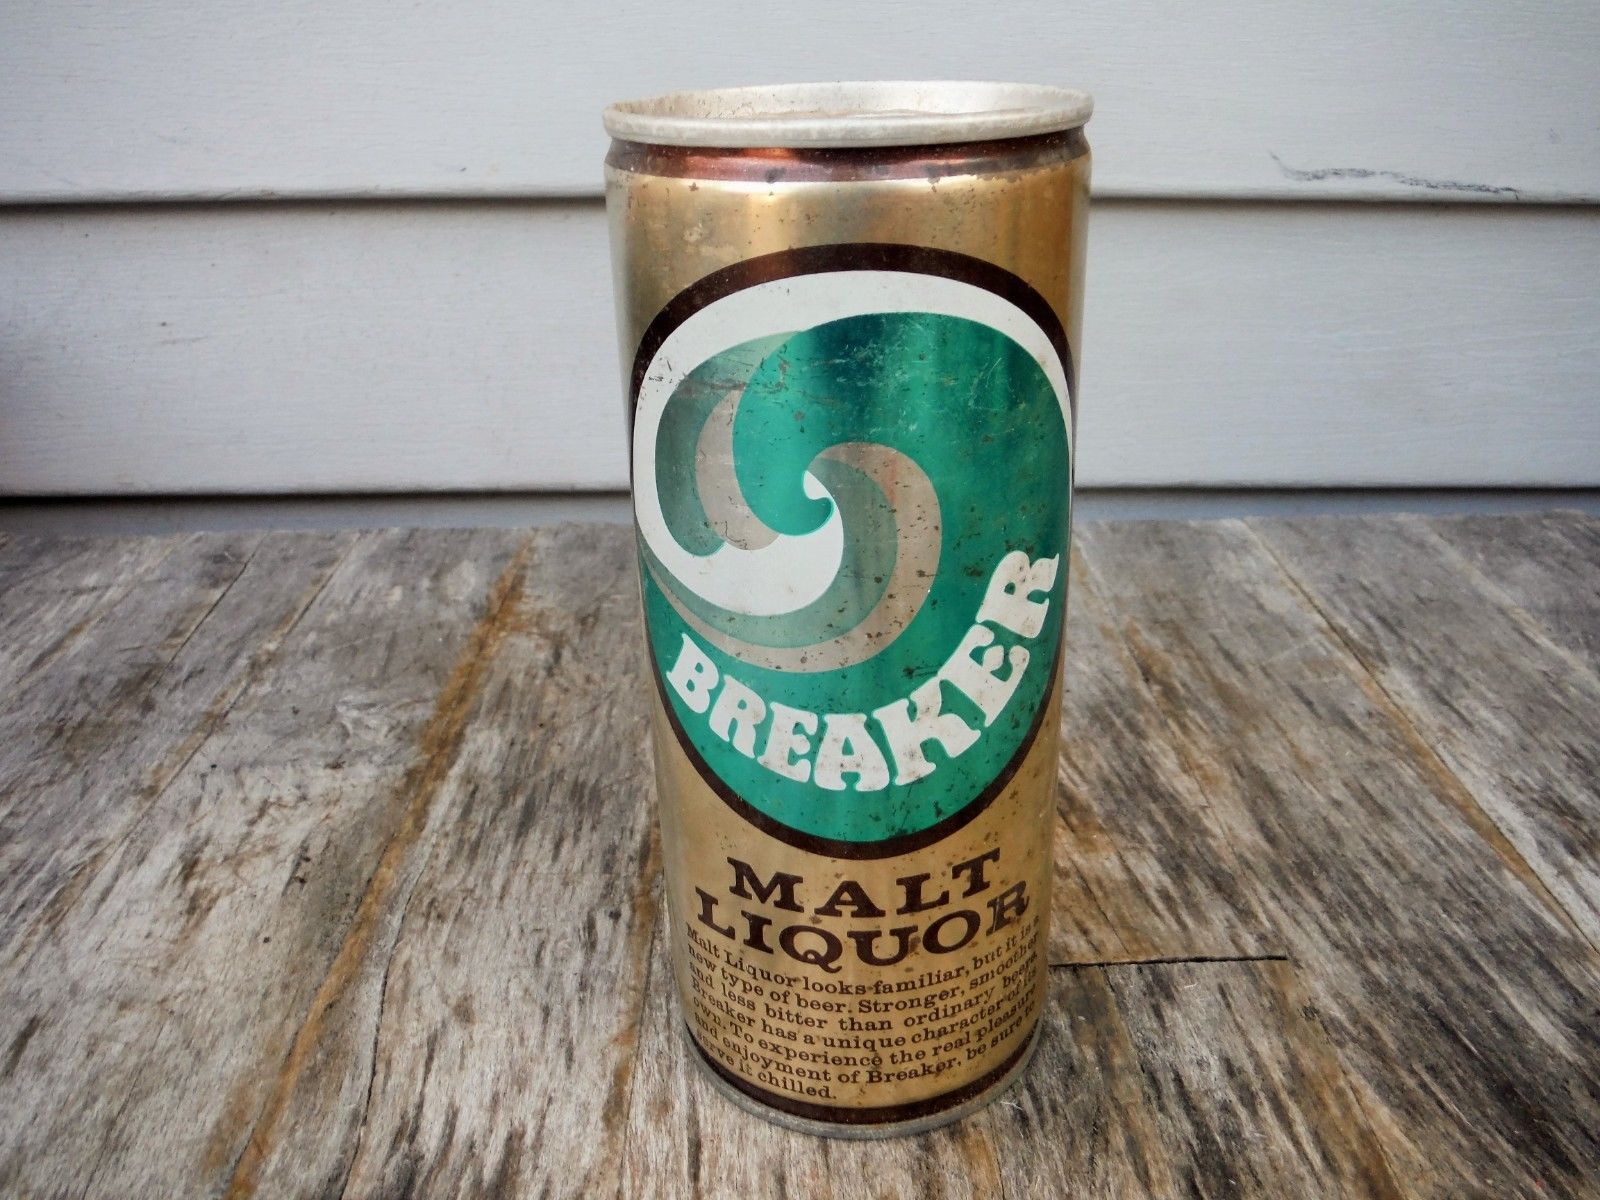 BREAKER
MALT
LIQUOR
Malt Liquor looks familiar, but it is a
new type of beer. Stronger, smoother
and less bitter than ordinary beers
Breaker has a unique character of its
own. To experience the real pleasure
and enjoyment of Breaker, be sure to
serve it chilled.